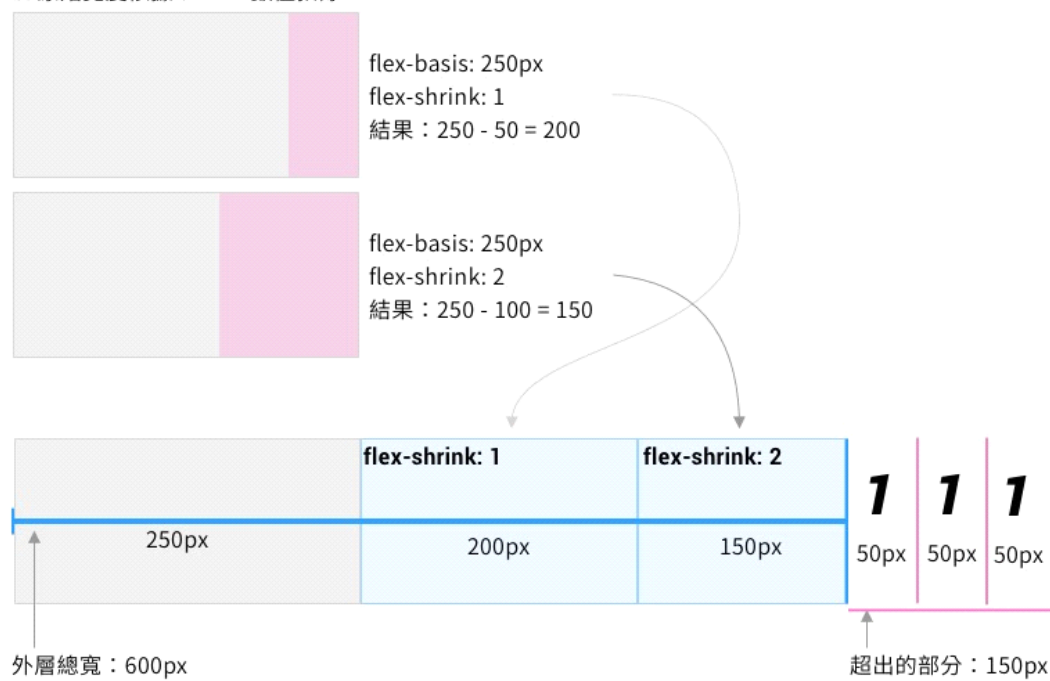 flex-basis: 250px
flex-shrink: 1
結果：250 - 50 = 200
flex-basis: 250px
flex-shrink: 2
結果：250 - 100 = 150
flex-shrink: 1
flex-shrink: 2
1 1 1
250px
200px
150px
50px
50px
50px
外層總寬：600px
超出的部分：150px